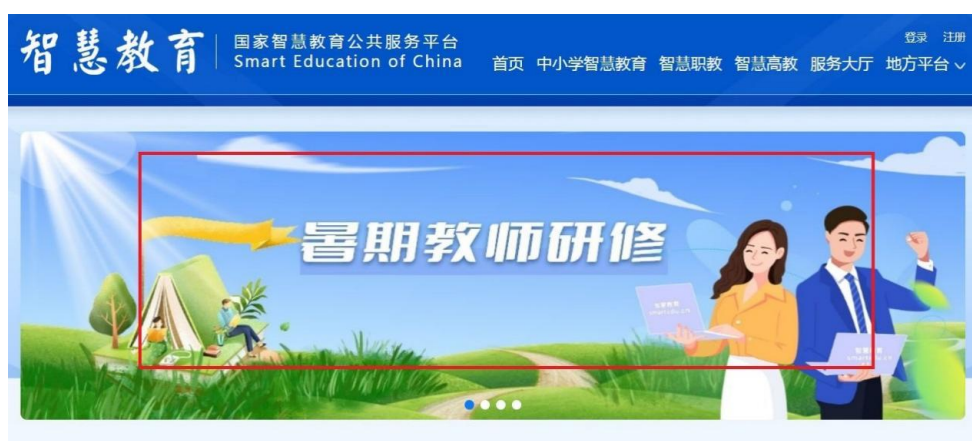 智慧教育
国家智慧教育公共服务平台
Smart Education of China
登录 注册
首页 中小学智慧教育 智慧职教 智慧高教 服务大厅 地方平台
暑期教师研修